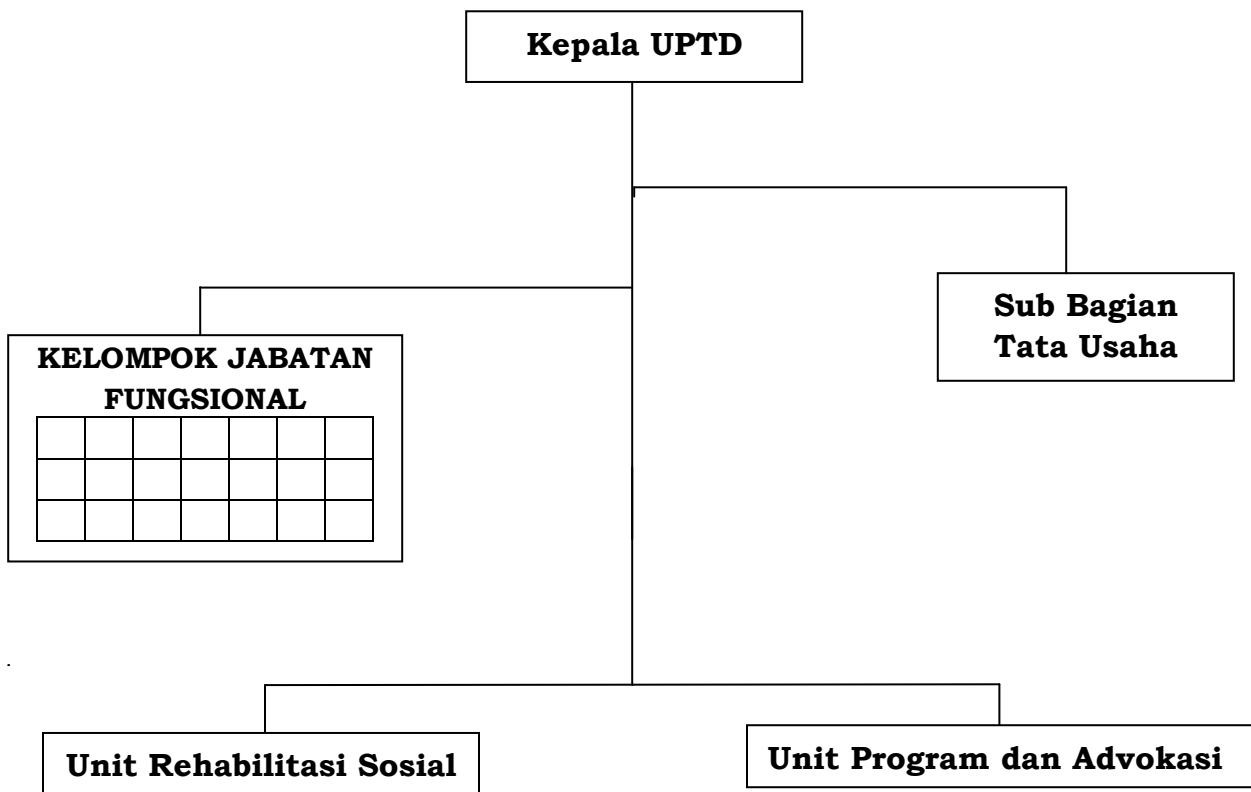 Kepala UPTD
Sub Bagian
Tata Usaha
KELOMPOK JABATAN
FUNGSIONAL
.
Unit Rehabilitasi Sosial
Unit Program dan Advokasi